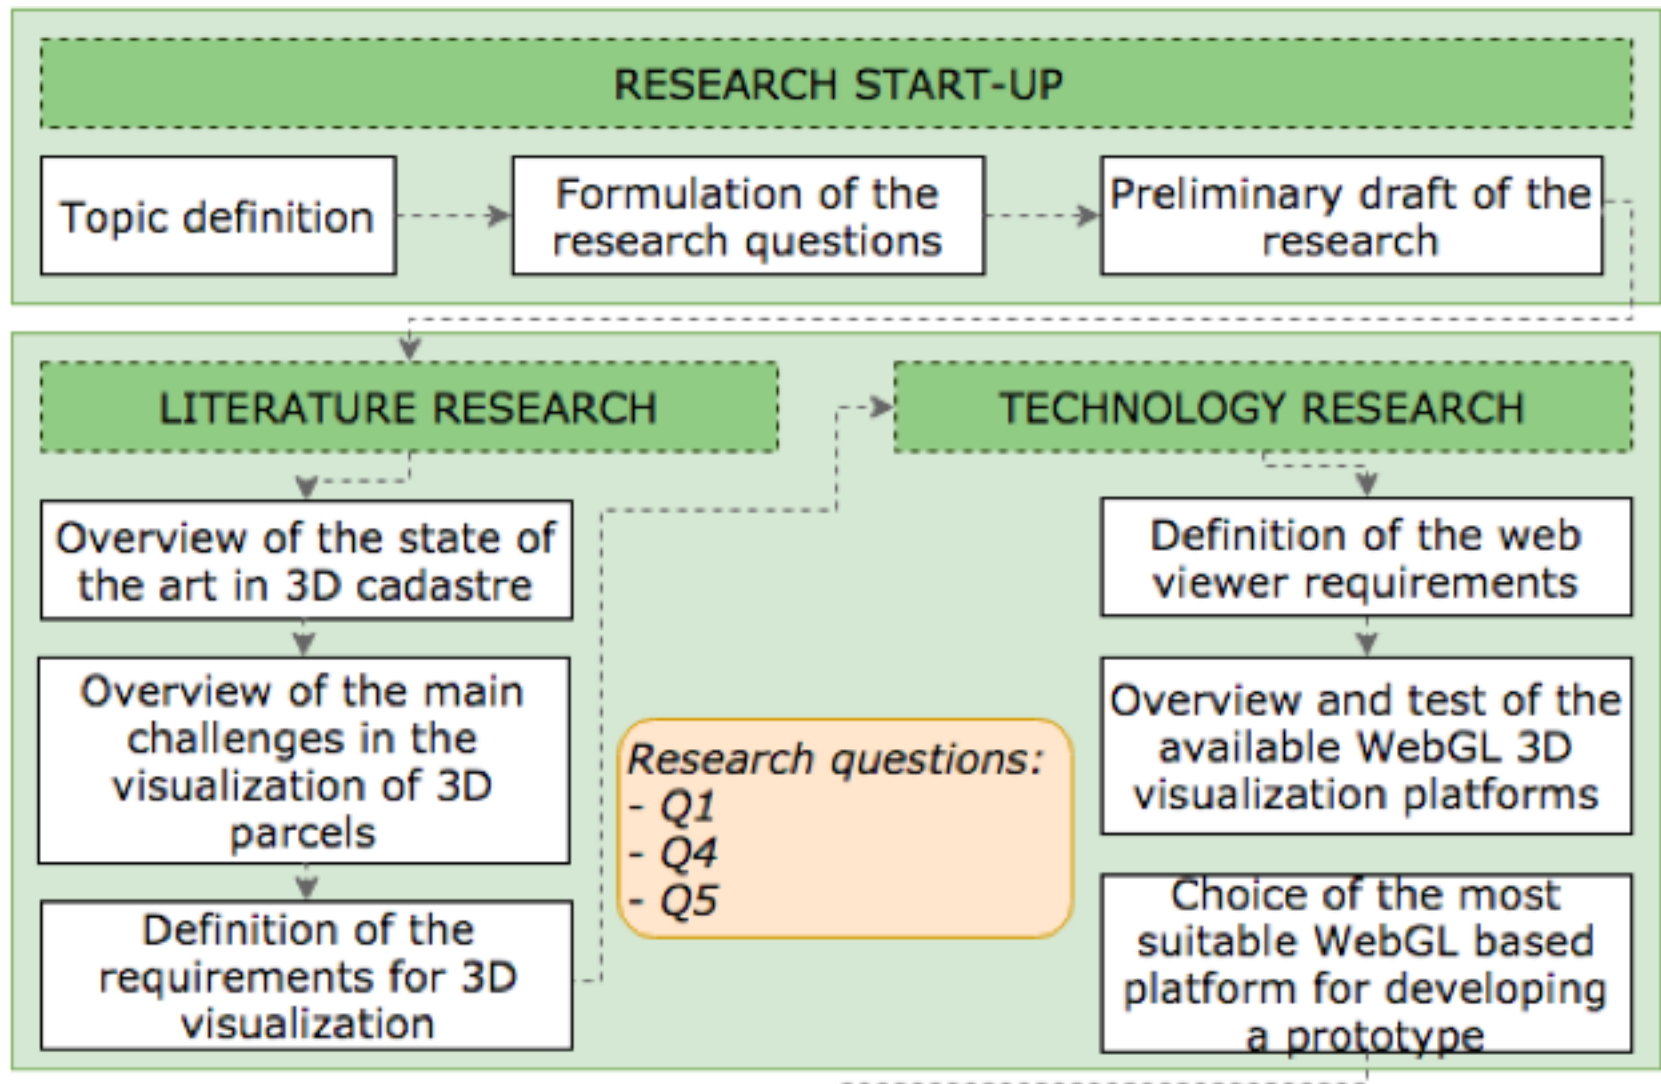 RESEARCH START-UP
Topic definition
Formulation of the
research questions
Preliminary draft of the
research
LITERATURE RESEARCH
Overview of the state of
the art in 3D cadastre
Overview of the main
challenges in the
visualization of 3D
parcels
Definition of the
requirements for 3D
visualization
Research questions:
- Q1
- Q4
- Q5
TECHNOLOGY RESEARCH
Definition of the web
viewer requirements
Overview and test of the
available WebGL 3D
visualization platforms
Choice of the most
suitable WebGL based
platform for developing
a prototype